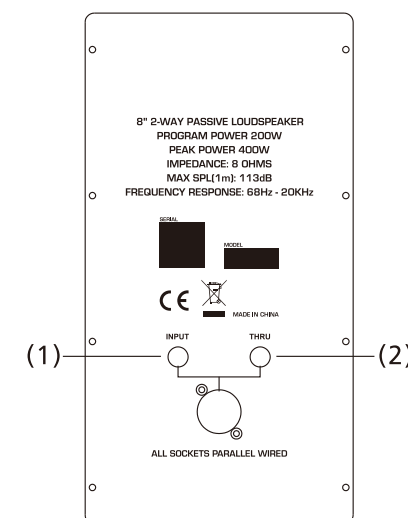 8" 2-WAY PASSIVE LOUDSPEAKER
PROGRAM POWER 200W
PEAK POWER 400W
IMPEDANCE: 8 OHMS
MAX SPL(1m): 113dB
FREQUENCY RESPONSE: 68Hz - 20KHz
SERIAL
MODEL
CE
MADE IN CHINA
INPUT THRU
(1) (2)
ALL SOCKETS PARALLEL WIRED